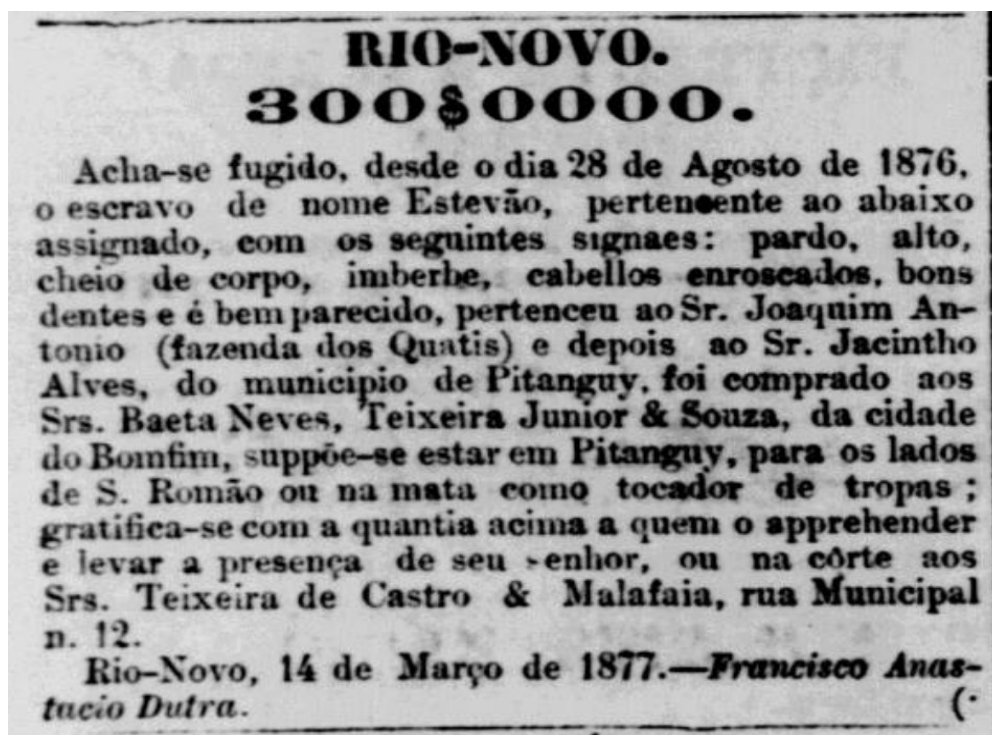 RIO-NOVO.
300$0000.
Acha-se fugido, desde o dia 28 de Agosto de 1876,
o escravo de nome Estevão, pertencente ao abaixo
assignado, com os seguintes signaes: pardo, alto,
cheio de corpo, imberbe, cabellos enroscados, bons
dentes e é bem parecido, pertenceu ao Sr. Joaquim An-
tonio (fazenda dos Quatis) e depois ao Sr. Jacintho
Alves, do municipio de Pitanguy, foi comprado aos
Srs. Baeta Neves, Teixeira Junior & Souza, da cidade
do Bomfim, suppõe-se estar em Pitanguy, para os lados
de S. Romão ou na mata como tocador de tropas ;
gratifica-se com a quantia acima a quem o apprehender
e levar a presença de seu senhor, ou na côrte aos
Srs. Teixeira de Castro & Malafaia, rua Municipal
n. 12.
Rio-Novo, 14 de Março de 1877.—Francisco Anas-
tacio Dutra. (·